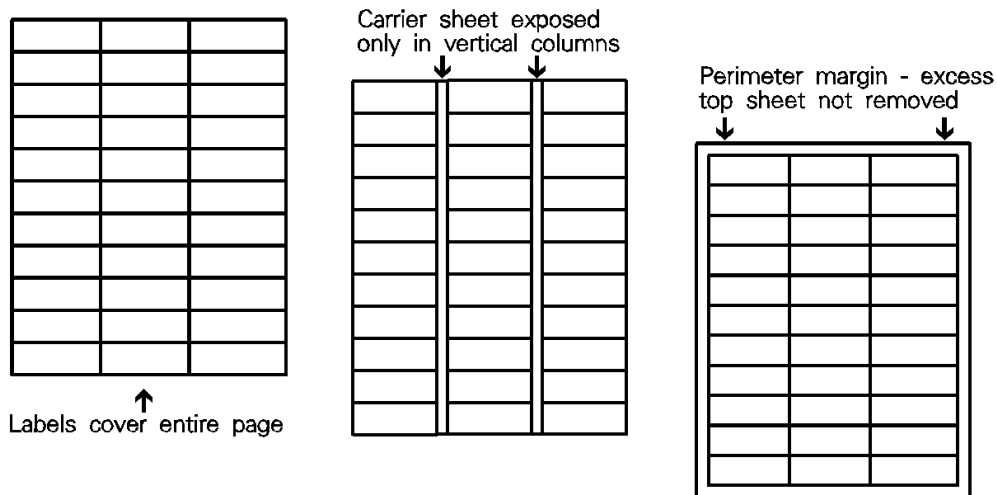 Carrier sheet exposed
only in vertical columns
Perimeter margin - excess
top sheet not removed
Labels cover entire page